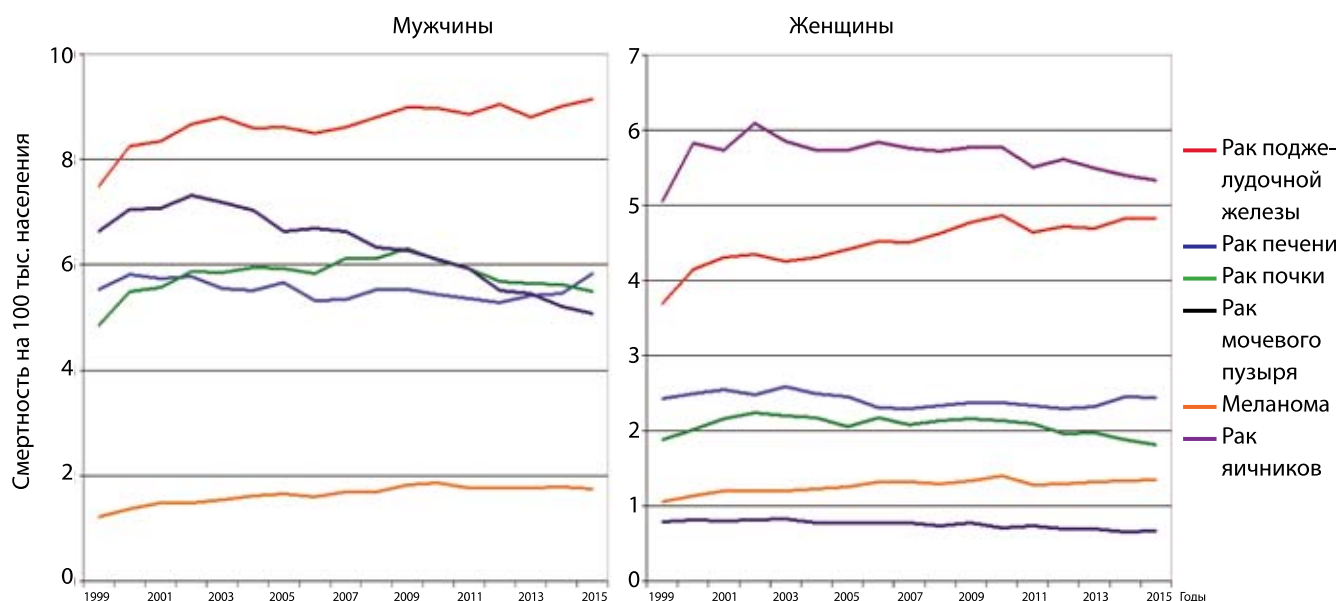 Мужчины
Женщины
Смертность на 100 тыс. населения
10
8
6
4
2
0
1999 2001 2003 2005 2007 2009 2011 2013 2015
7
6
5
4
3
2
1
0
1999 2001 2003 2005 2007 2009 2011 2013 2015 Годы
Рак подже-
лудочной
железы
Рак печени
Рак почки
Рак
мочевого
пузыря
Меланома
Рак
яичников